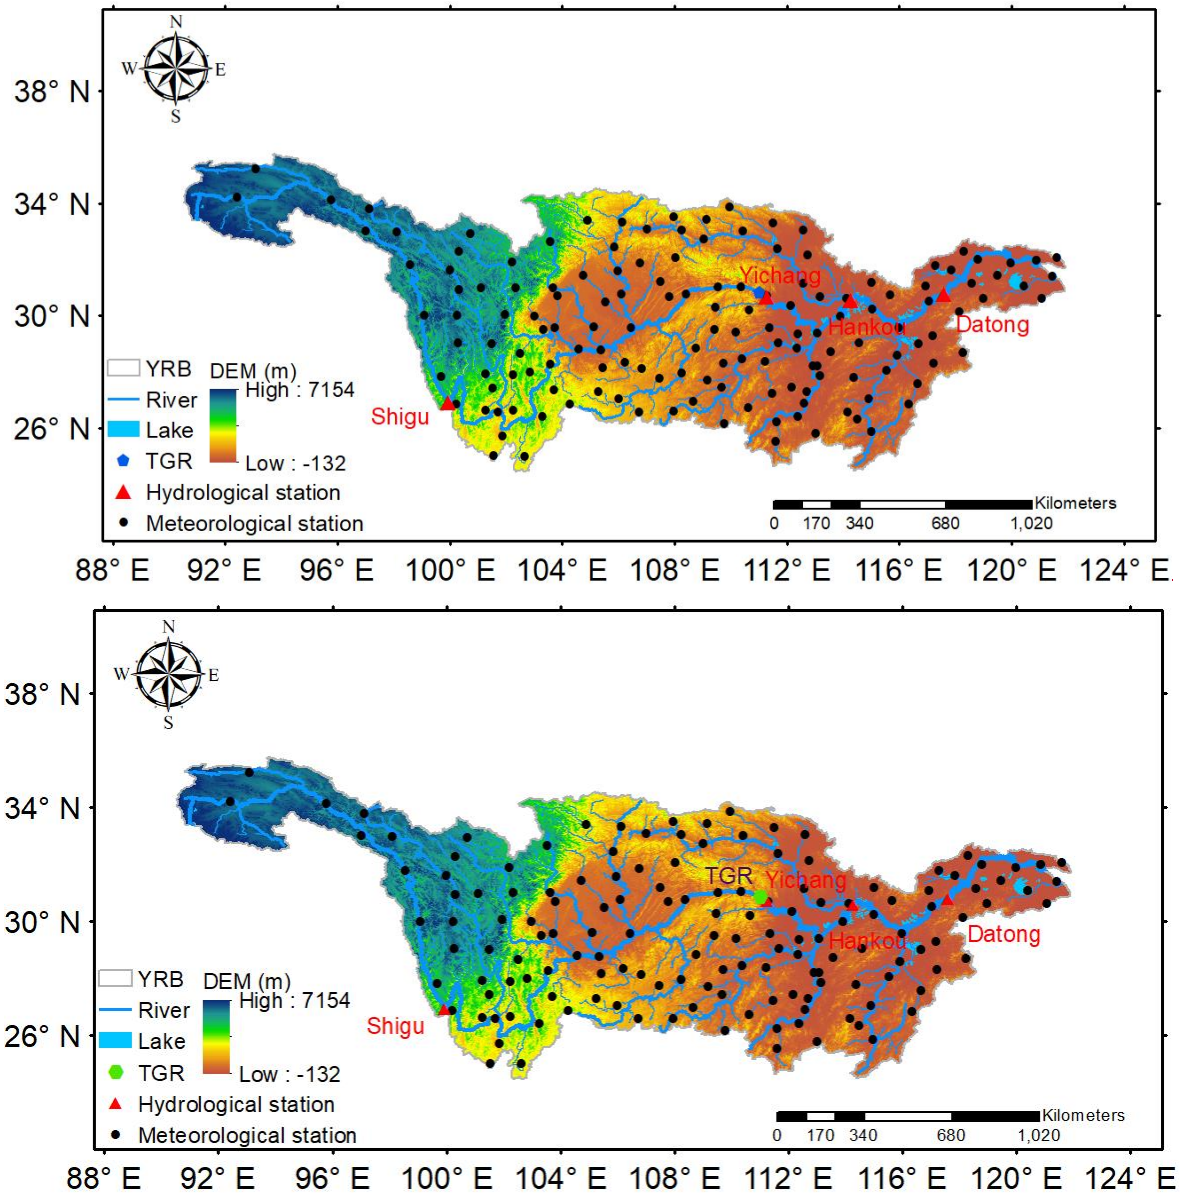 N
W E
S
38° N
34° N
30° N
26° N
Yichang
Hankou
Datong
Shigu
YRB
River
Lake
TGR
Hydrological station
Meteorological station
DEM (m)
High : 7154
Low : -132
Kilometers
0 170 340 680 1,020
88° E 92° E 96° E 100° E 104° E 108° E 112° E 116° E 120° E 124° E
N
W E
S
38° N
34° N
30° N
26° N
TGR
Yichang
Hankou
Datong
Shigu
YRB
River
Lake
TGR
Hydrological station
Meteorological station
DEM (m)
High : 7154
Low : -132
Kilometers
0 170 340 680 1,020
88° E 92° E 96° E 100° E 104° E 108° E 112° E 116° E 120° E 124° E